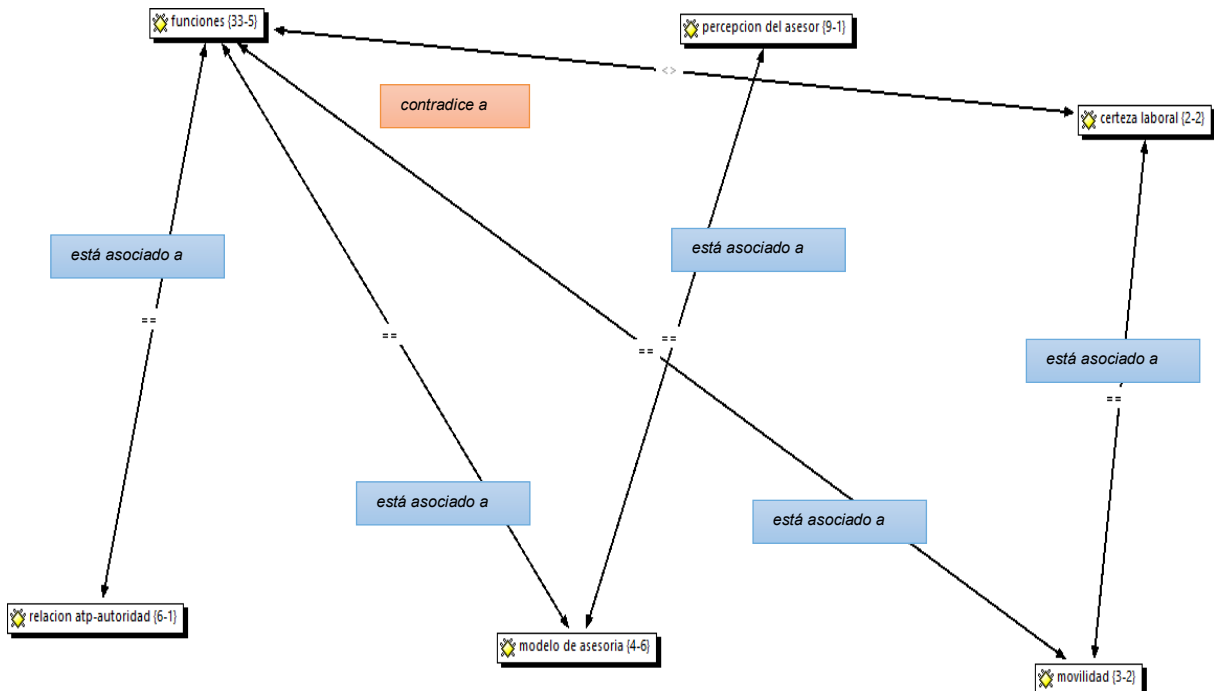 funciones {33-5}
percepcion del asesor {9-1}
<>
contradice a
certeza laboral {2-2}
está asociado a
está asociado a
==
==
==
==
está asociado a
==
está asociado a
está asociado a
relacion atp-autoridad {6-1}
modelo de asesoria {4-6}
movilidad {3-2}